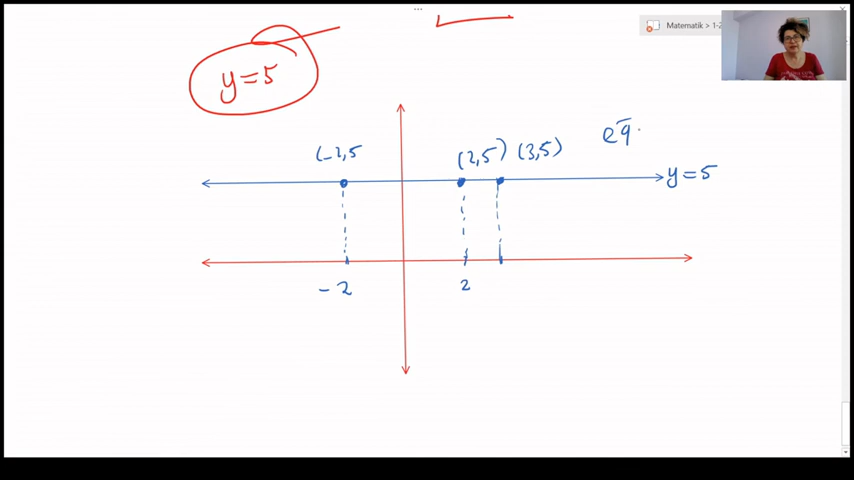 Matematik > 1-2
y=5
(-2,5
(2,5) (3,5)
y=5
-2
2